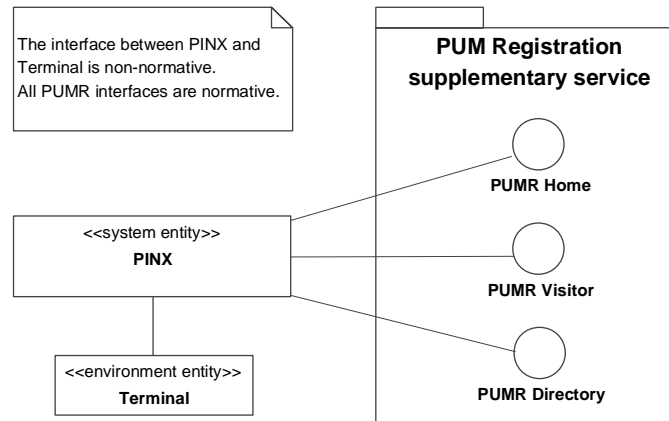 The interface between PINX and
Terminal is non-normative.
All PUMR interfaces are normative.
PUM Registration
supplementary service
PUMR Home
<<system entity>>
PINX
PUMR Visitor
<<environment entity>>
Terminal
PUMR Directory